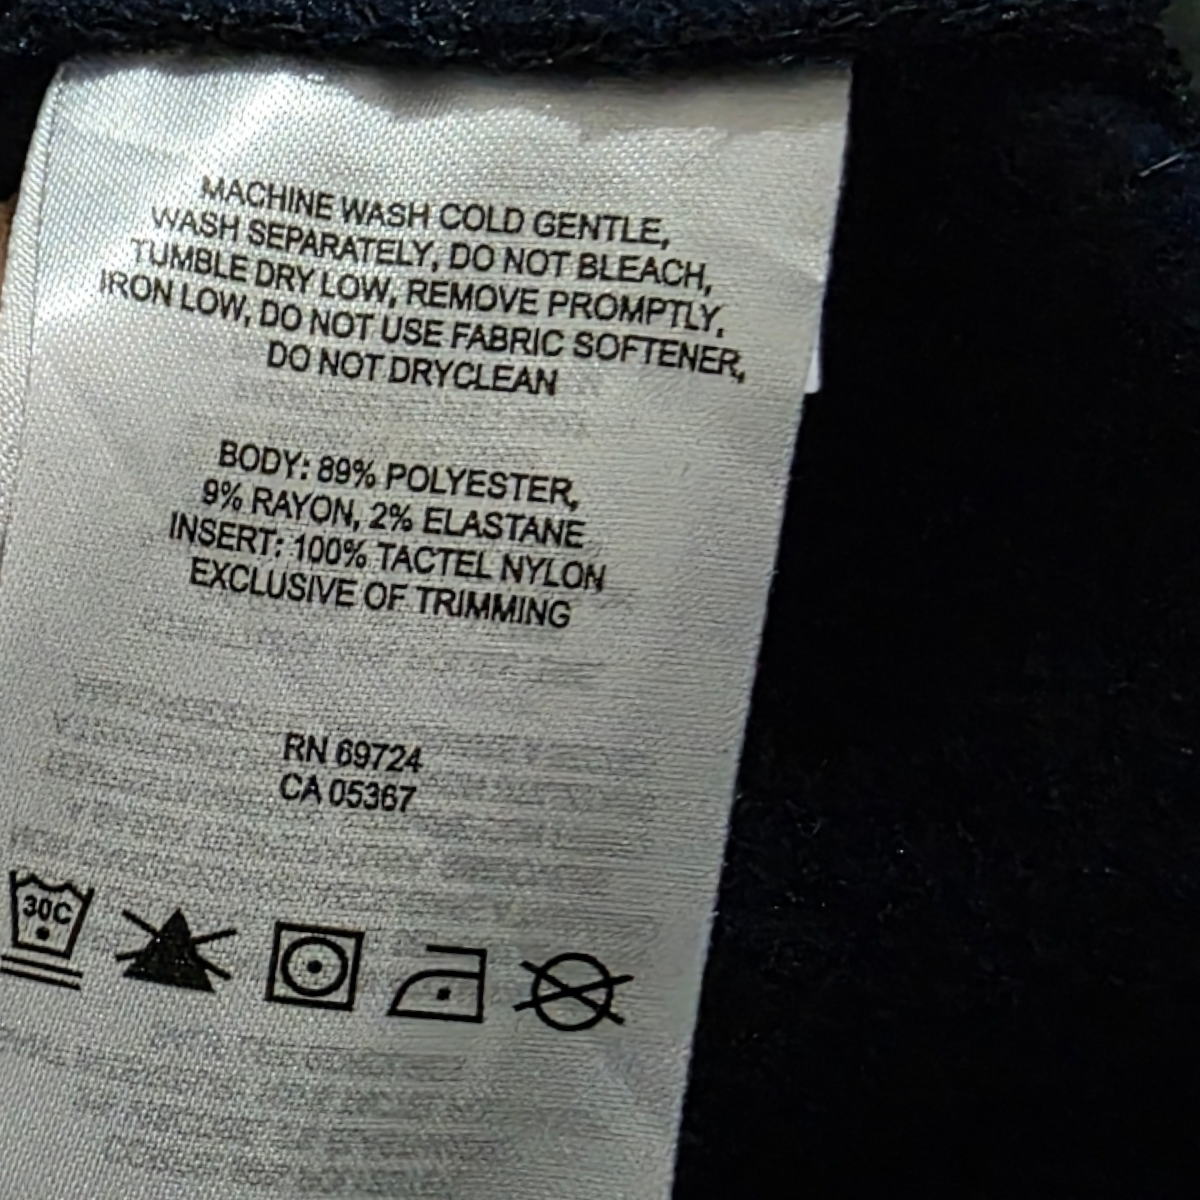 MACHINE WASH COLD GENTLE,
WASH SEPARATELY, DO NOT BLEACH,
TUMBLE DRY LOW, REMOVE PROMPTLY,
IRON LOW, DO NOT USE FABRIC SOFTENER,
DO NOT DRYCLEAN
BODY: 89% POLYESTER,
9% RAYON, 2% ELASTANE
INSERT: 100% TACTEL NYLON
EXCLUSIVE OF TRIMMING
RN 69724
CA 05367
30C